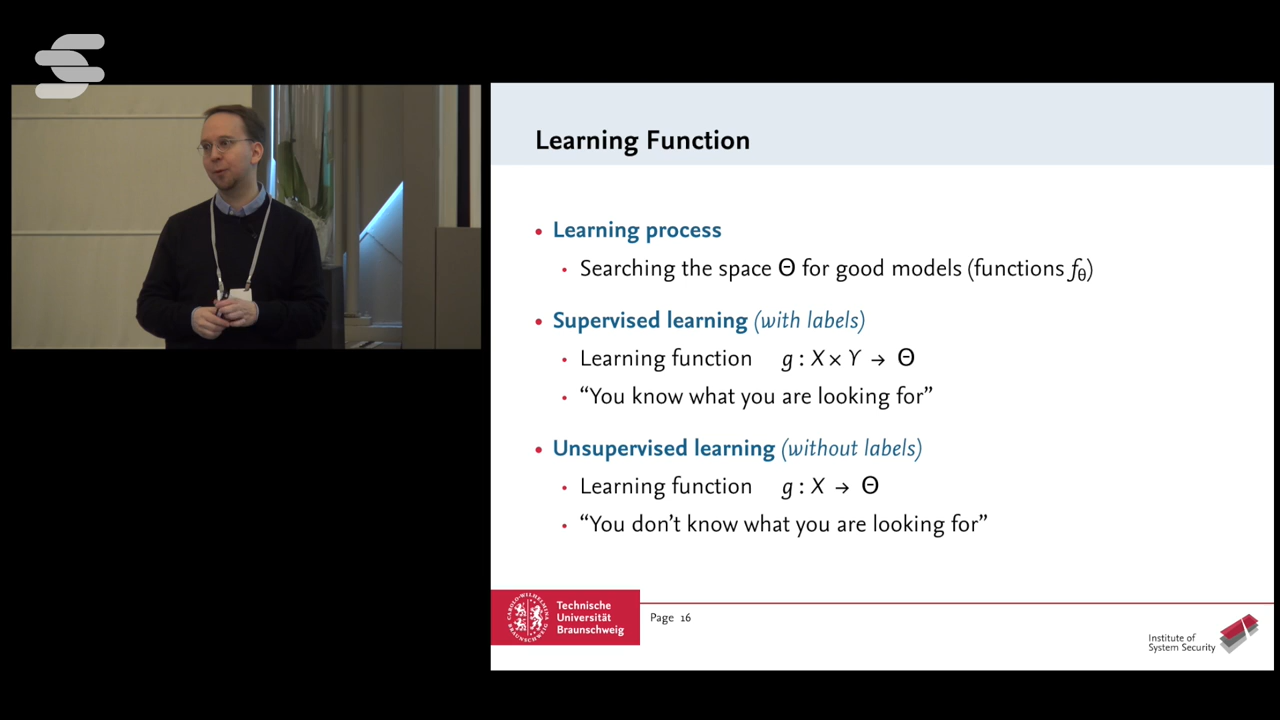 Learning Function
• Learning process
• Searching the space Θ for good models (functions fθ)
• Supervised learning (with labels)
• Learning function g : X × Y → Θ
• “You know what you are looking for”
• Unsupervised learning (without labels)
• Learning function g : X → Θ
• “You don’t know what you are looking for”
Technische
Universität
Braunschweig
Page 16
Institute of
System Security